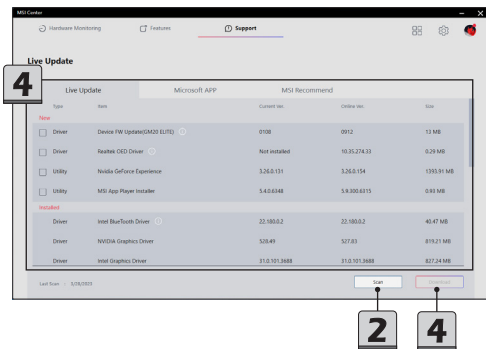 MSI Center
Hardware Monitoring Features Support
Live Update
4
Live Update Microsoft APP MSI Recommend
Type Item Current Ver. Online Ver. Size
New
Driver Device FW Update(GM20 ELITE) 0108 0912 13 MB
Driver Realtek OED Driver Not installed 10.35.274.33 0.29 MB
Utility Nvidia GeForce Experience 3.26.0.131 3.26.0.154 1393.91 MB
Utility MSI App Player Installer 5.4.0.6348 5.9.300.6315 0.93 MB
Installed
Driver Intel BlueTooth Driver 22.180.0.2 22.180.0.2 40.47 MB
Driver NVIDIA Graphics Driver 528.49 527.83 819.21 MB
Driver Intel Graphics Driver 31.0.101.3688 31.0.101.3688 827.24 MB
Last Scan : 3/28/2023 Scan Download
2 4